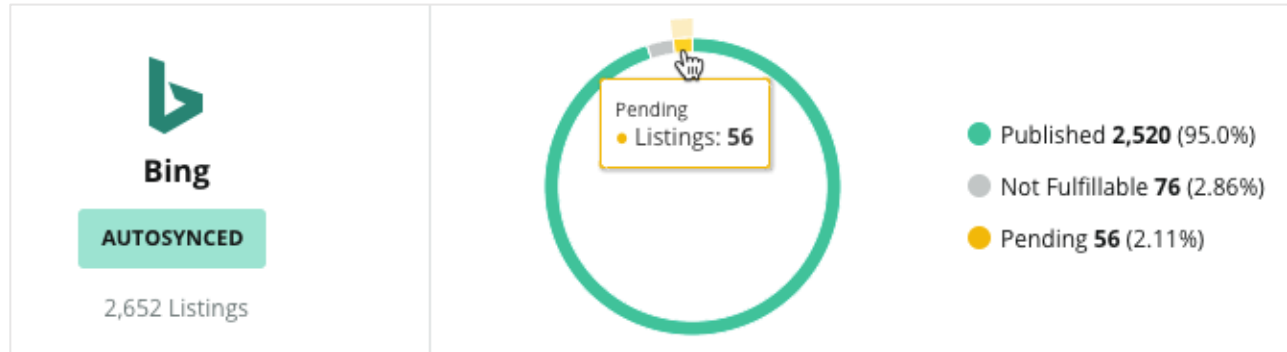 Bing
AUTOSYNCED
2,652 Listings
Pending
Listings: 56
Published 2,520 (95.0%)
Not Fulfillable 76 (2.86%)
Pending 56 (2.11%)